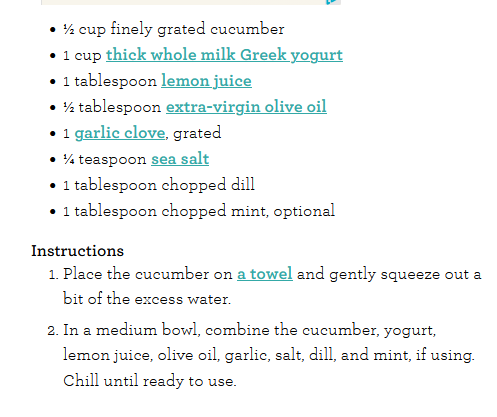 • ½ cup finely grated cucumber
• 1 cup thick whole milk Greek yogurt
• 1 tablespoon lemon juice
• ½ tablespoon extra-virgin olive oil
• 1 garlic clove, grated
• ¼ teaspoon sea salt
• 1 tablespoon chopped dill
• 1 tablespoon chopped mint, optional
Instructions
1. Place the cucumber on a towel and gently squeeze out a
bit of the excess water.
2. In a medium bowl, combine the cucumber, yogurt,
lemon juice, olive oil, garlic, salt, dill, and mint, if using.
Chill until ready to use.